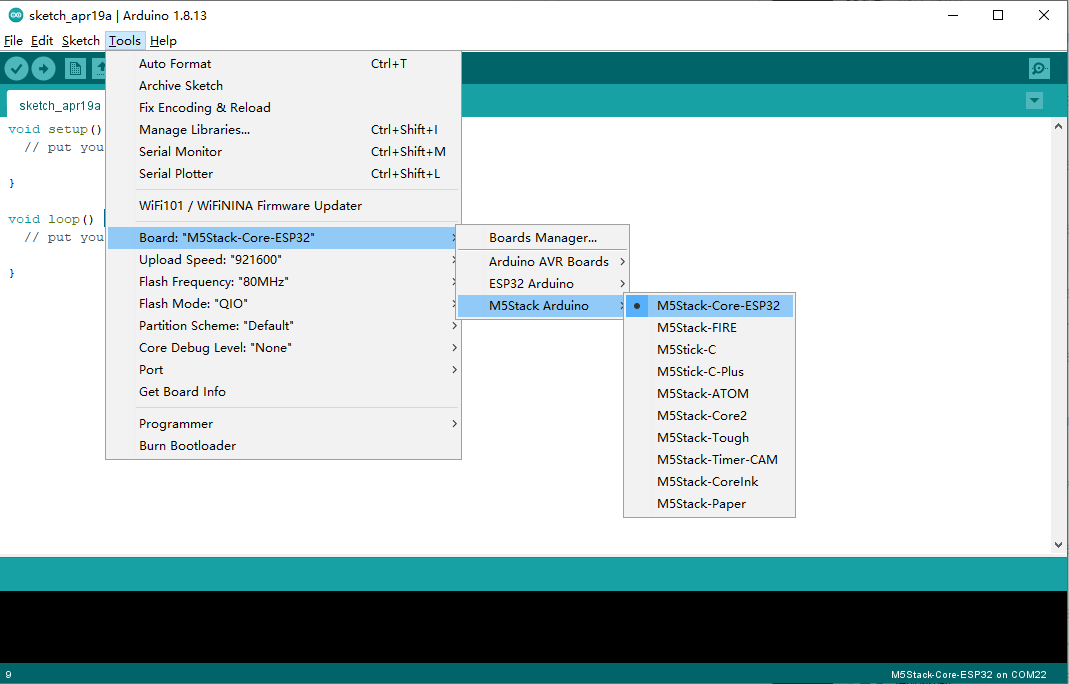 sketch_apr19a | Arduino 1.8.13
File Edit Sketch Tools Help
sketch_apr19a
void setup()
// put you
}
void loop()
// put you
}
Auto Format Ctrl+T
Archive Sketch
Fix Encoding & Reload
Manage Libraries... Ctrl+Shift+I
Serial Monitor Ctrl+Shift+M
Serial Plotter Ctrl+Shift+L
WiFi101 / WiFiNINA Firmware Updater
Board: "M5Stack-Core-ESP32"
Upload Speed: "921600"
Flash Frequency: "80MHz"
Flash Mode: "QIO"
Partition Scheme: "Default"
Core Debug Level: "None"
Port
Get Board Info
Programmer
Burn Bootloader
Boards Manager...
Arduino AVR Boards
ESP32 Arduino
M5Stack Arduino
M5Stack-Core-ESP32
M5Stack-FIRE
M5Stick-C
M5Stick-C-Plus
M5Stack-ATOM
M5Stack-Core2
M5Stack-Tough
M5Stack-Timer-CAM
M5Stack-CoreInk
M5Stack-Paper
9
M5Stack-Core-ESP32 on COM22